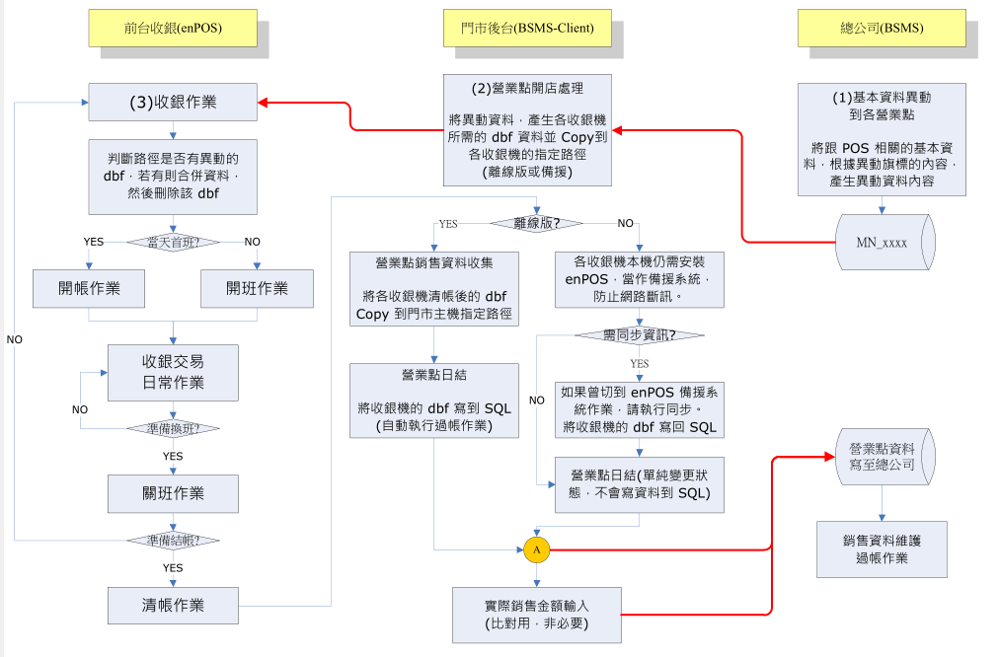 前台收銀(enPOS)
門市後台(BSMS-Client)
總公司(BSMS)
(3)收銀作業
判斷路徑是否有異動的
dbf，若有則合併資料，
然後刪除該 dbf
當天首班?
YES
NO
開帳作業
開班作業
收銀交易
日常作業
NO
準備換班?
YES
關班作業
準備結帳?
NO
YES
清帳作業
(2)營業點開店處理
將異動資料，產生各收銀機
所需的 dbf 資料並 Copy到
各收銀機的指定路徑
(離線版或備援)
離線版?
YES
NO
營業點銷售資料收集
將各收銀機清帳後的 dbf
Copy 到門市主機指定路徑
營業點日結
將收銀機的 dbf 寫到 SQL
(自動執行過帳作業)
各收銀機本機仍需安裝
enPOS，當作備援系統，
防止網路斷訊。
需同步資訊?
YES
NO
如果曾切到 enPOS 備援系
統作業，請執行同步。
將收銀機的 dbf 寫回 SQL
營業點日結(單純變更狀
態，不會寫資料到 SQL)
A
實際銷售金額輸入
(比對用，非必要)
(1)基本資料異動
到各營業點
將跟 POS 相關的基本資
料，根據異動旗標的內容，
產生異動資料內容
MN_xxxx
營業點資料
寫至總公司
銷售資料維護
過帳作業